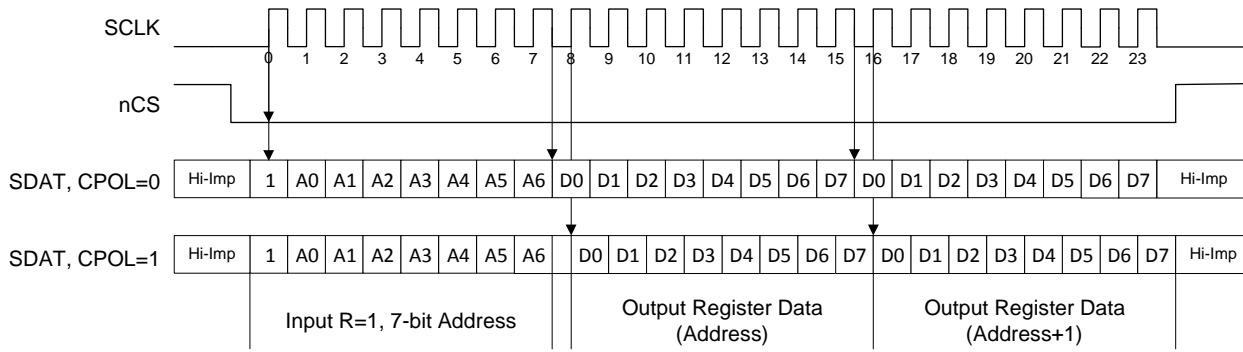 SCLK
0 1 2 3 4 5 6 7 8 9 10 11 12 13 14 15 16 17 18 19 20 21 22 23
nCS
SDAT, CPOL=0 Hi-Imp 1 A0 A1 A2 A3 A4 A5 A6 D0 D1 D2 D3 D4 D5 D6 D7 D0 D1 D2 D3 D4 D5 D6 D7 Hi-Imp
SDAT, CPOL=1 Hi-Imp 1 A0 A1 A2 A3 A4 A5 A6 D0 D1 D2 D3 D4 D5 D6 D7 D0 D1 D2 D3 D4 D5 D6 D7 Hi-Imp
Input R=1, 7-bit Address
Output Register Data
(Address)
Output Register Data
(Address+1)